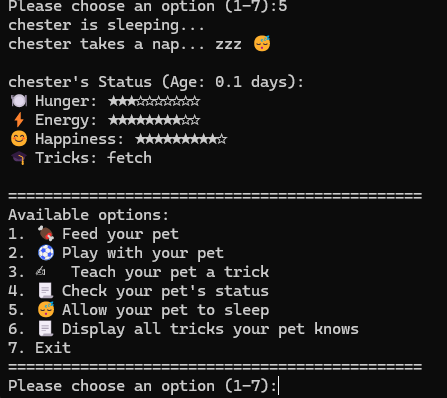 Please choose an option (1-7):5
chester is sleeping...
chester takes a nap... zzz 😴
chester's Status (Age: 0.1 days):
🍽️ Hunger: ★★★☆☆☆☆☆☆☆
⚡ Energy: ★★★★★★★★☆☆
😊 Happiness: ★★★★★★★★★☆
🎓 Tricks: fetch
=============================================
Available options:
1. 🍖 Feed your pet
2. ⚽ Play with your pet
3. ✍ Teach your pet a trick
4. 📃 Check your pet's status
5. 😴 Allow your pet to sleep
6. 📃 Display all tricks your pet knows
7. Exit
=============================================
Please choose an option (1-7):